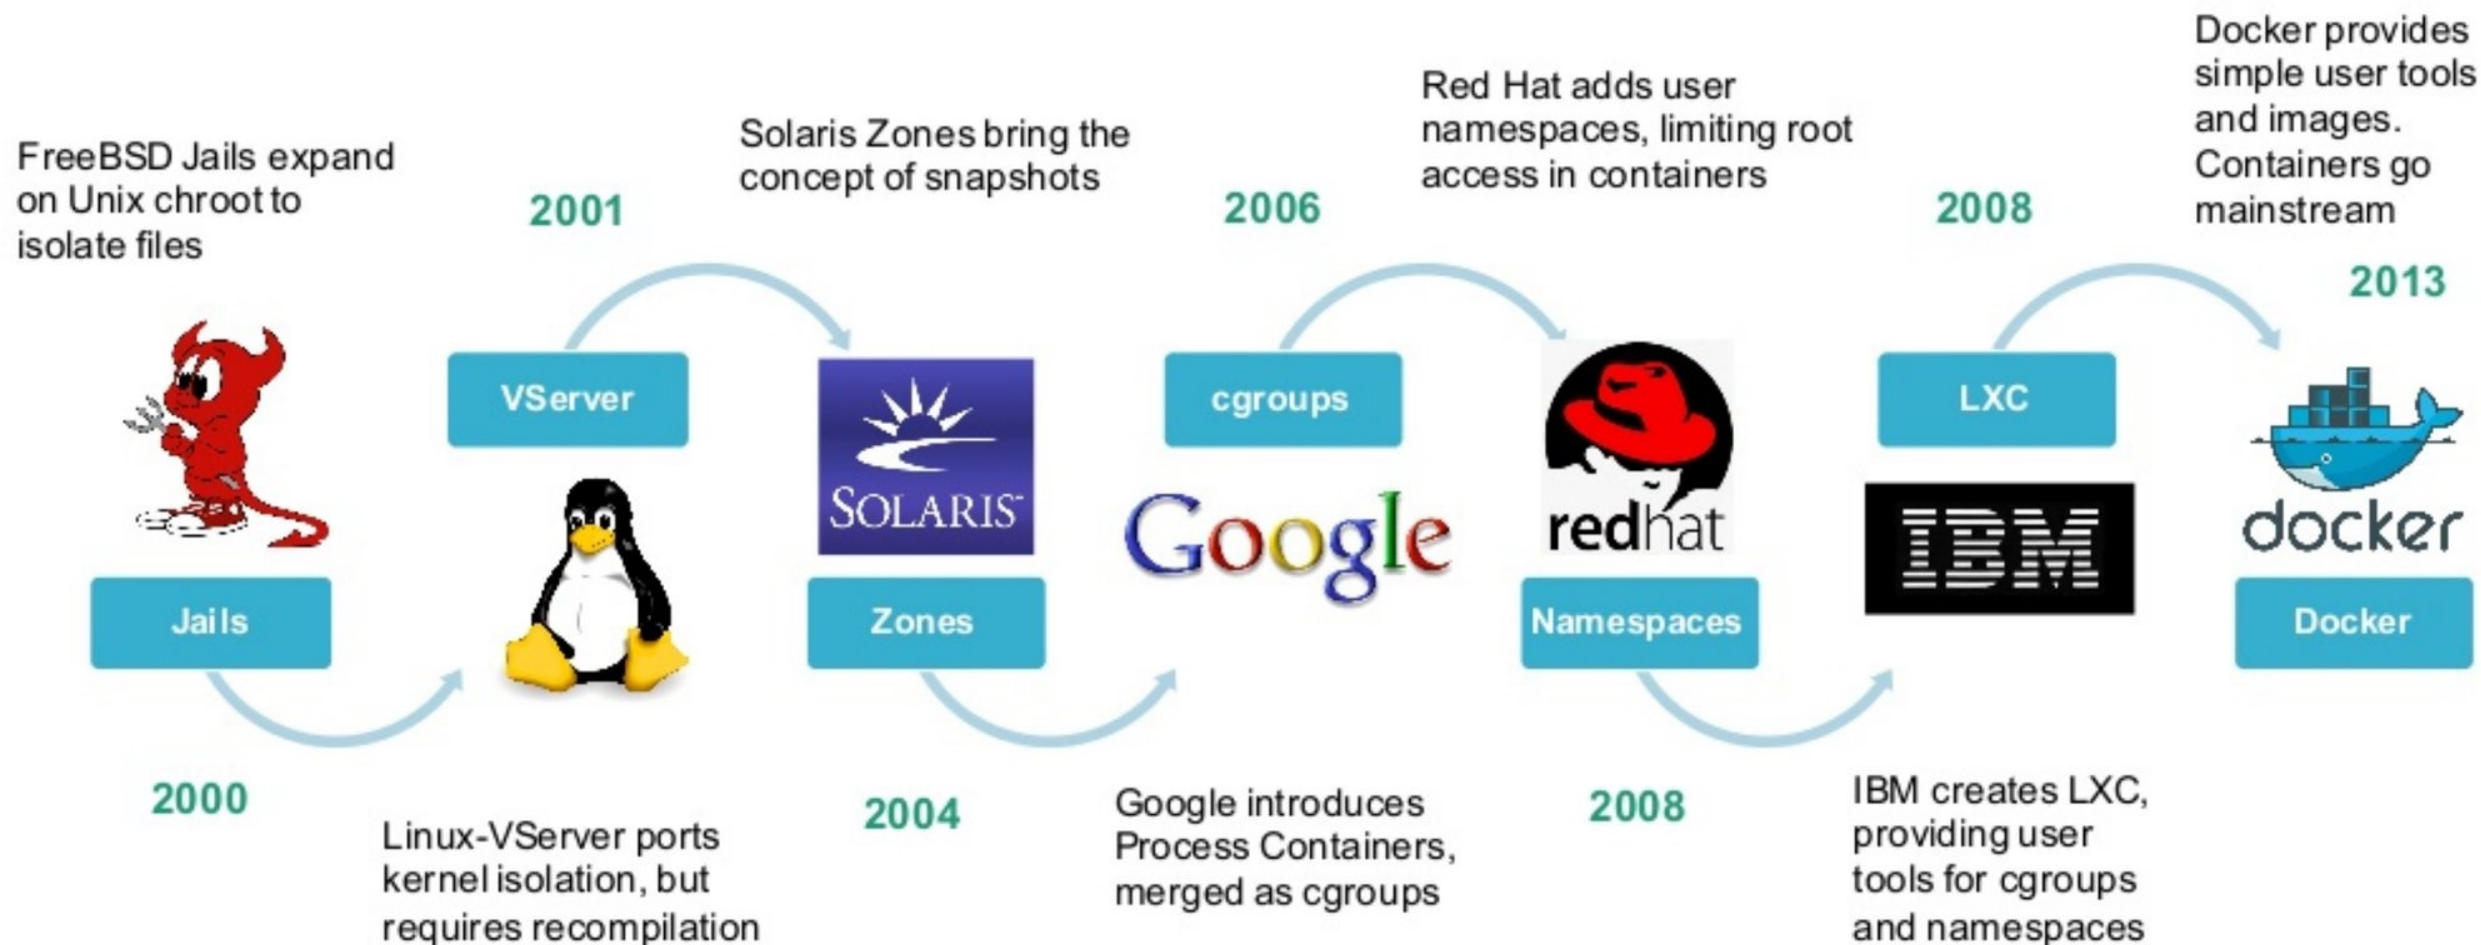 FreeBSD Jails expand
on Unix chroot to
isolate files
Jails
2000
2001
VServer
Linux-VServer ports
kernel isolation, but
requires recompilation
Solaris Zones bring the
concept of snapshots
SOLARIS™
Zones
2004
2006
cgroups
Google
Google introduces
Process Containers,
merged as cgroups
Red Hat adds user
namespaces, limiting root
access in containers
redhat
Namespaces
2008
2008
LXC
IBM
IBM creates LXC,
providing user
tools for cgroups
and namespaces
Docker provides
simple user tools
and images.
Containers go
mainstream
2013
docker
Docker